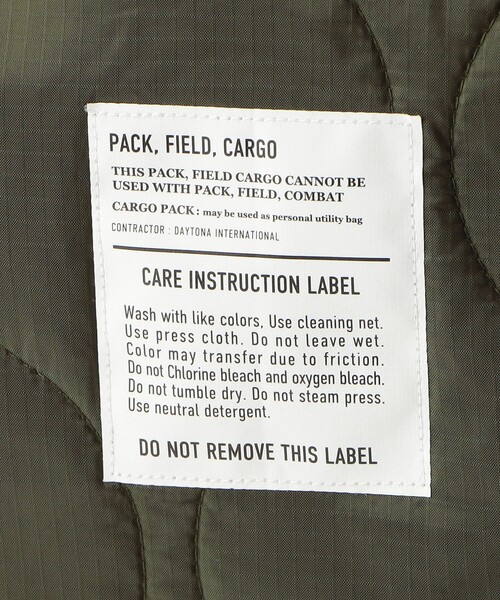 PACK, FIELD, CARGO
THIS PACK, FIELD CARGO CANNOT BE
USED WITH PACK, FIELD, COMBAT
CARGO PACK : may be used as personal utility bag
CONTRACTOR : DAYTONA INTERNATIONAL
CARE INSTRUCTION LABEL
Wash with like colors, Use cleaning net.
Use press cloth. Do not leave wet.
Color may transfer due to friction.
Do not Chlorine bleach and oxygen bleach.
Do not tumble dry. Do not steam press.
Use neutral detergent.
DO NOT REMOVE THIS LABEL